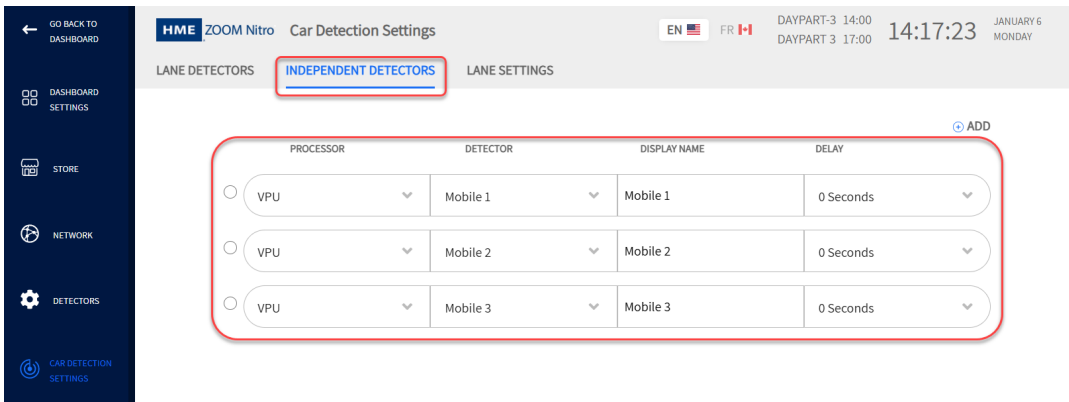 GO BACK TO
DASHBOARD
HME ZOOM Nitro Car Detection Settings
EN FR
DAYPART-3 14:00
DAYPART 3 17:00
14:17:23
JANUARY 6
MONDAY
LANE DETECTORS INDEPENDENT DETECTORS LANE SETTINGS
DASHBOARD
SETTINGS
STORE
NETWORK
DETECTORS
CAR DETECTION
SETTINGS
ADD
PROCESSOR DETECTOR DISPLAY NAME DELAY
VPU Mobile 1 Mobile 1 0 Seconds
VPU Mobile 2 Mobile 2 0 Seconds
VPU Mobile 3 Mobile 3 0 Seconds